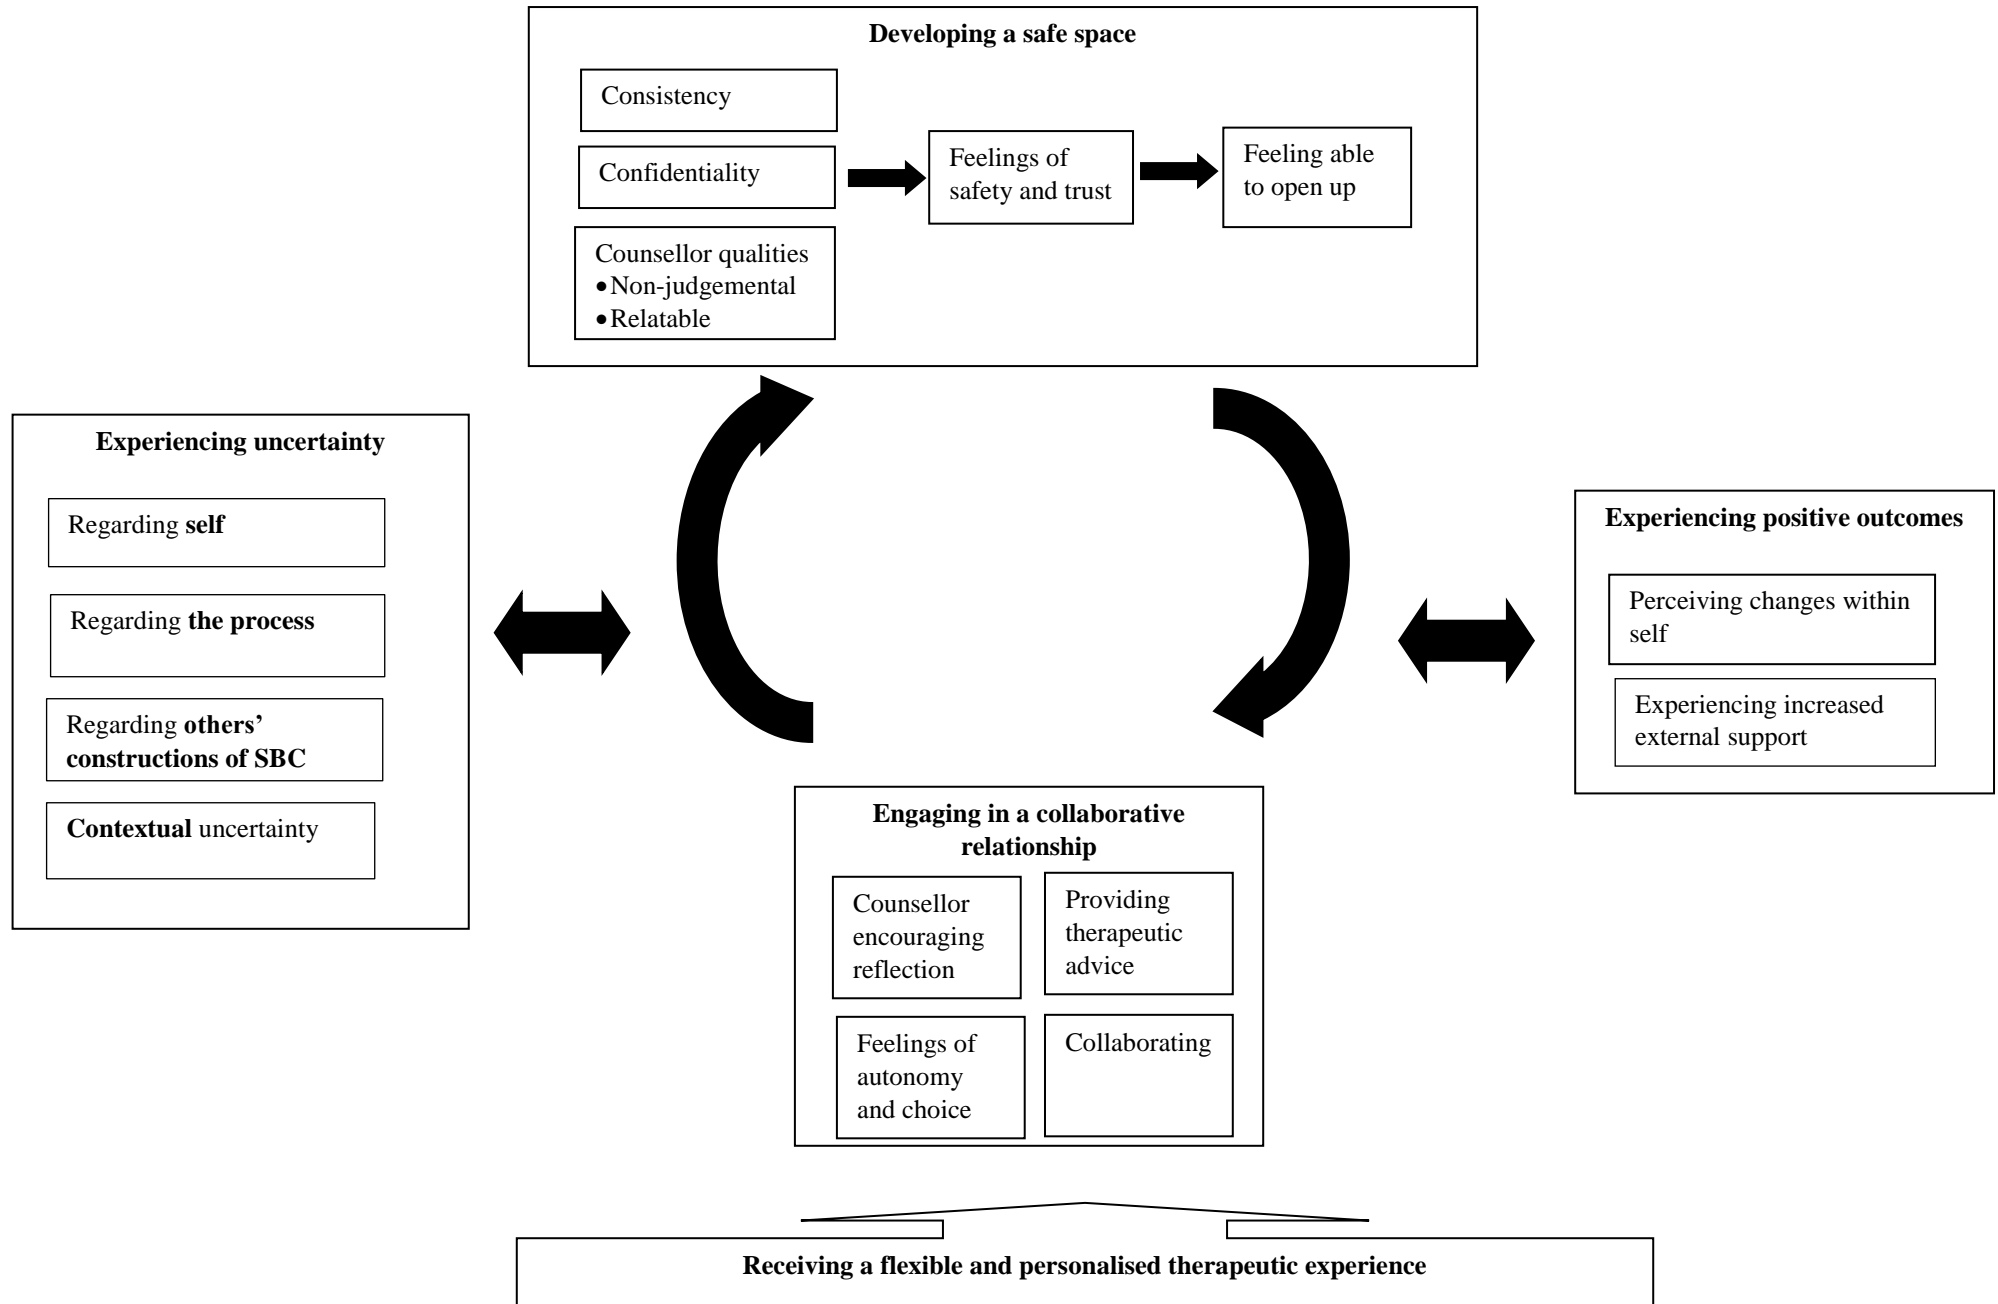 Developing a safe space
Consistency
Confidentiality
Counsellor qualities
•Non-judgemental
•Relatable
Feelings of
safety and trust
Feeling able
to open up
Experiencing uncertainty
Regarding self
Regarding the process
Regarding others’
constructions of SBC
Contextual uncertainty
Experiencing positive outcomes
Perceiving changes within
self
Experiencing increased
external support
Engaging in a collaborative
relationship
Counsellor
encouraging
reflection
Providing
therapeutic
advice
Feelings of
autonomy
and choice
Collaborating
Receiving a flexible and personalised therapeutic experience